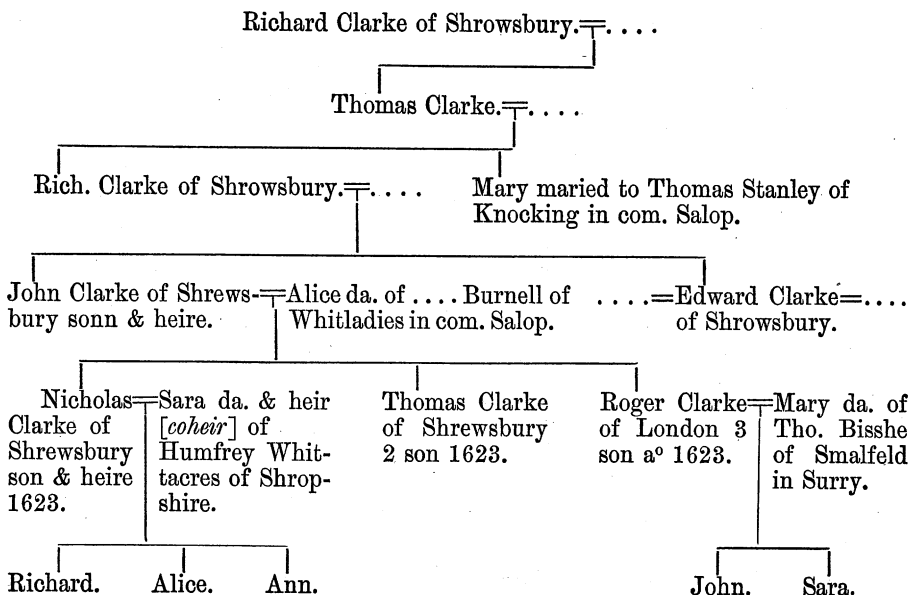 Richard Clarke of Shrowsbury.=. . . .
Thomas Clarke.=. . . .
Rich. Clarke of Shrowsbury.=. . . .
Mary maried to Thomas Stanley of
Knocking in com. Salop.
John Clarke of Shrews-=Alice da. of . . . . Burnell of
bury sonn & heire.
Whitladies in com. Salop.
. . . .=Edward Clarke=. . . .
of Shrowsbury.
Nicholas=Sara da. & heir
Clarke of
Shrewsbury
son & heire
1623.
[coheir] of
Humfrey Whit-
tacres of Shrop-
shire.
Thomas Clarke
of Shrewsbury
2 son 1623.
Roger Clarke=Mary da. of
of London 3
son aº 1623.
Tho. Bisshe
of Smalfeld
in Surry.
Richard.
Alice.
Ann.
John.
Sara.